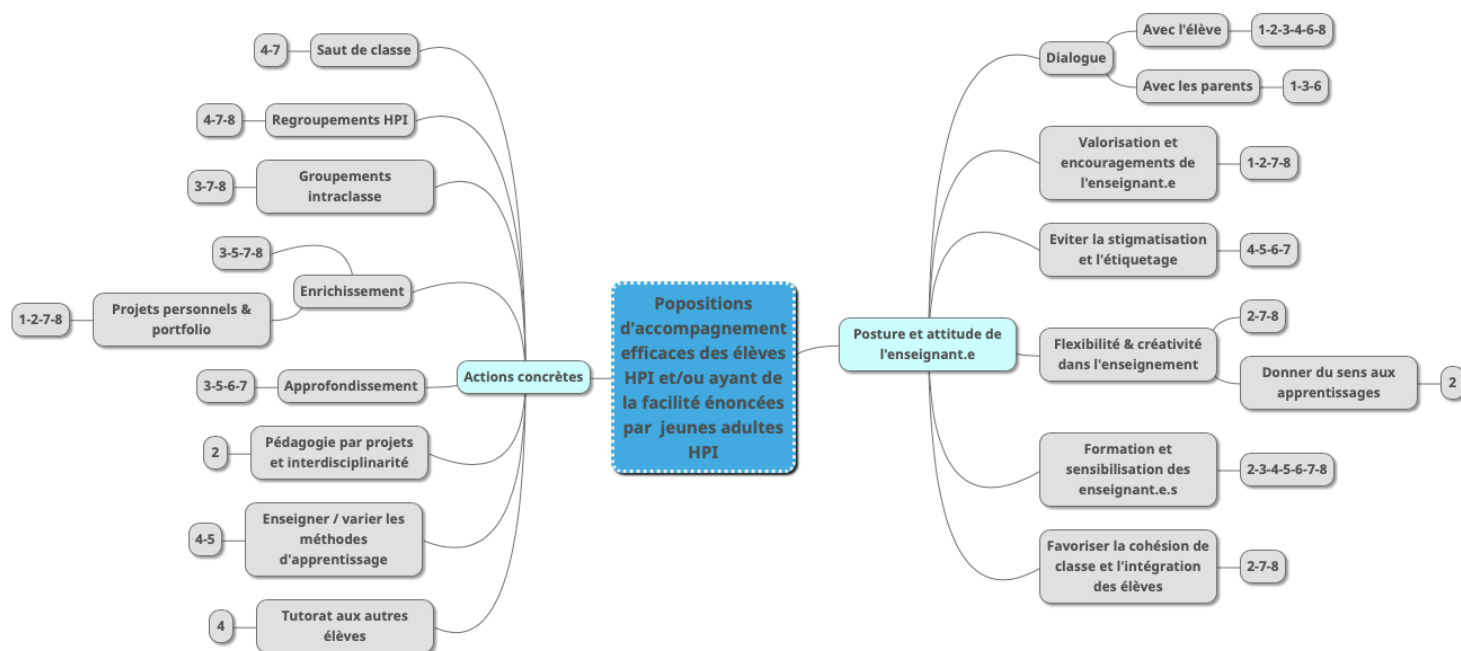 Popositions
d'accompagnement
efficaces des élèves
HPI et/ou ayant de
la facilité énoncées
par jeunes adultes
HPI
Actions concrètes
Saut de classe
4-7
Regroupements HPI
4-7-8
Groupements
intraclasse
3-7-8
Enrichissement
3-5-7-8
Projets personnels &
portfolio
1-2-7-8
Approfondissement
3-5-6-7
Pédagogie par projets
et interdisciplinarité
2
Enseigner / varier les
méthodes
d'apprentissage
4-5
Tutorat aux autres
élèves
4
Posture et attitude de
l'enseignant.e
Dialogue
Avec l'élève
1-2-3-4-6-8
Avec les parents
1-3-6
Valorisation et
encouragements de
l'enseignant.e
1-2-7-8
Eviter la stigmatisation
et l'étiquetage
4-5-6-7
Flexibilité & créativité
dans l'enseignement
2-7-8
Donner du sens aux
apprentissages
2
Formation et
sensibilisation des
enseignant.e.s
2-3-4-5-6-7-8
Favoriser la cohésion de
classe et l'intégration
des élèves
2-7-8